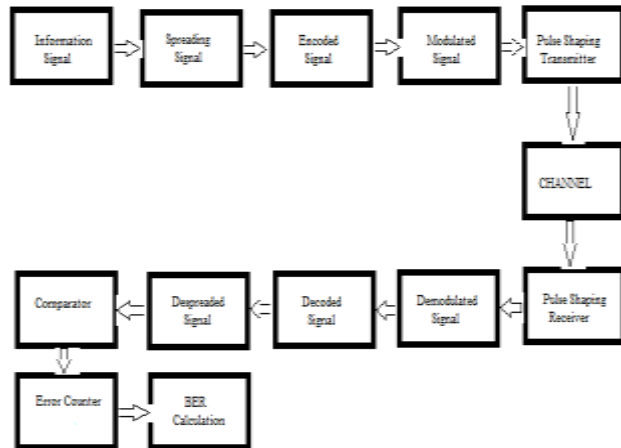 Information
Signal
Spreading
Signal
Encoded
Signal
Modulated
Signal
Pulse Shaping
Transmitter
CHANNEL
Pulse Shaping
Receiver
Demodulated
Signal
Decoded
Signal
Despreaded
Signal
Comparator
Error Counter
BER
Calculation